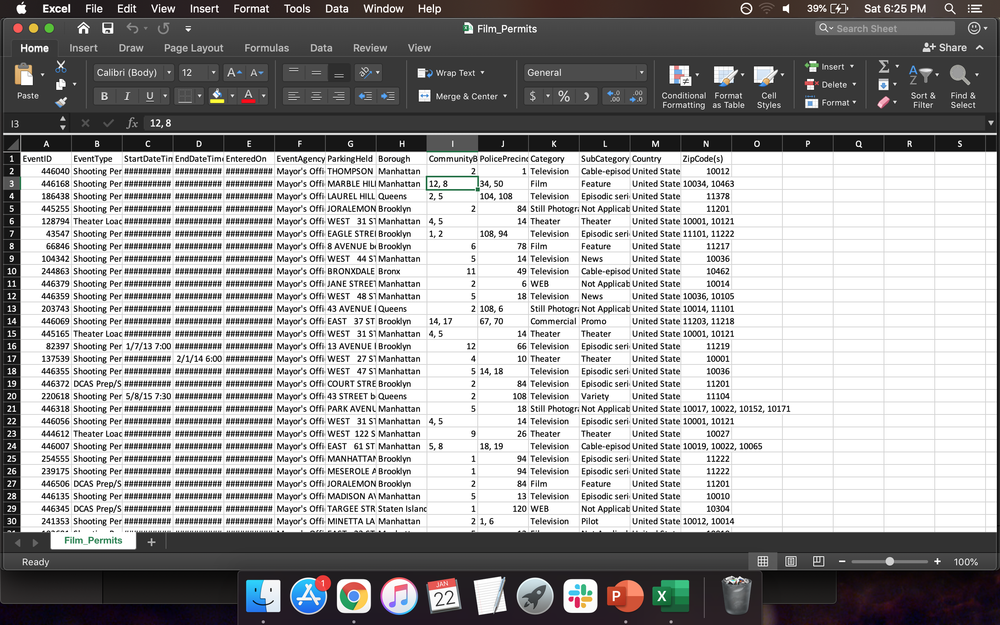 Excel File Edit View Insert Format Tools Data Window Help 39% Sat 6:25 PM
Film_Permits Search Sheet
Home Insert Draw Page Layout Formulas Data Review View Share
Paste Calibri (Body) 12 A A Wrap Text General Conditional Formatting Format as Table Cell Styles Insert Sort & Filter Find & Select
B I U A Merge & Center $ % Delete
Format
I3 fx 12, 8
A B C D E F G H I J K L M N O P Q R S
1 EventID EventType StartDateTim EndDateTime EnteredOn EventAgency ParkingHeld Borough CommunityB PolicePrecinc Category SubCategory Country ZipCode(s)
2 446040 Shooting Per ########## ########## ########## Mayor's Offi THOMPSON Manhattan 2 1 Television Cable-episod United State 10012
3 446168 Shooting Per ########## ########## ########## Mayor's Offi MARBLE HILL Manhattan 12, 8 34, 50 Film Feature United State 10034, 10463
4 186438 Shooting Per ########## ########## ########## Mayor's Offi LAUREL HILL Queens 2, 5 104, 108 Television Episodic seri United State 11378
5 445255 Shooting Per ########## ########## ########## Mayor's Offi JORALEMON Brooklyn 2 84 Still Photogra Not Applicab United State 11201
6 128794 Theater Load ########## ########## ########## Mayor's Offi WEST 31 ST Manhattan 4, 5 14 Theater Theater United State 10001, 10121
7 43547 Shooting Per ########## ########## ########## Mayor's Offi EAGLE STREE Brooklyn 1, 2 108, 94 Television Episodic seri United State 11101, 11222
8 66846 Shooting Per ########## ########## ########## Mayor's Offi 8 AVENUE be Brooklyn 6 78 Film Feature United State 11217
9 104342 Shooting Per ########## ########## ########## Mayor's Offi WEST 44 ST Manhattan 5 14 Television News United State 10036
10 244863 Shooting Per ########## ########## ########## Mayor's Offi BRONXDALE Bronx 11 49 Television Cable-episod United State 10462
11 446379 Shooting Per ########## ########## ########## Mayor's Offi JANE STREET Manhattan 2 6 WEB Not Applicab United State 10014
12 446359 Shooting Per ########## ########## ########## Mayor's Offi WEST 48 ST Manhattan 5 18 Television News United State 10036, 10105
13 203743 Shooting Per ########## ########## ########## Mayor's Offi 43 AVENUE Queens 2 108, 6 Still Photogra Not Applicab United State 10014, 11101
14 446069 Shooting Per ########## ########## ########## Mayor's Offi EAST 37 ST Brooklyn 14, 17 67, 70 Commercial Promo United State 11203, 11218
15 445165 Theater Load ########## ########## ########## Mayor's Offi WEST 31 ST Manhattan 4, 5 14 Theater Theater United State 10001, 10121
16 82397 Shooting Per 1/7/13 7:00 ########## ########## Mayor's Offi 13 AVENUE Brooklyn 12 66 Television Episodic seri United State 11219
17 137539 Shooting Per ########## 2/1/14 6:00 ########## Mayor's Offi WEST 27 ST Manhattan 4 10 Theater Theater United State 10001
18 446355 Shooting Per ########## ########## ########## Mayor's Offi WEST 47 ST Manhattan 5 14, 18 Television Episodic seri United State 10036
19 446372 DCAS Prep/S ########## ########## ########## Mayor's Offi COURT STRE Brooklyn 2 84 Television Episodic seri United State 11201
20 220618 Shooting Per 5/8/15 7:30 ########## ########## Mayor's Offi 43 STREET be Queens 2 108 Television Variety United State 11104
21 446318 Shooting Per ########## ########## ########## Mayor's Offi PARK AVENU Manhattan 5 18 Still Photogra Not Applicab United State 10017, 10022, 10152, 10171
22 446056 Shooting Per ########## ########## ########## Mayor's Offi WEST 31 ST Manhattan 4, 5 14 Television Episodic seri United State 10001, 10121
23 444612 Theater Load ########## ########## ########## Mayor's Offi WEST 122 S Manhattan 9 26 Theater Theater United State 10027
24 446007 Shooting Per ########## ########## ########## Mayor's Offi EAST 61 ST Manhattan 5, 8 18, 19 Television Cable-episod United State 10019, 10022, 10065
25 254555 Shooting Per ########## ########## ########## Mayor's Offi MANHATTAN Brooklyn 1 94 Television Episodic seri United State 11222
26 239175 Shooting Per ########## ########## ########## Mayor's Offi MESEROLE A Brooklyn 1 94 Television Episodic seri United State 11222
27 446506 DCAS Prep/S ########## ########## ########## Mayor's Offi JORALEMON Brooklyn 2 84 Film Feature United State 11201
28 446135 Shooting Per ########## ########## ########## Mayor's Offi MADISON AV Manhattan 5 13 Television Episodic seri United State 10010
29 446345 DCAS Prep/S ########## ########## ########## Mayor's Offi TARGEE STR Staten Island 1 120 WEB Not Applicab United State 10304
30 241353 Shooting Per ########## ########## ########## Mayor's Offi MINETTA LA Manhattan 2 1, 6 Television Pilot United State 10012, 10014
Film_Permits +
Ready 100%
1 JAN 22 P X